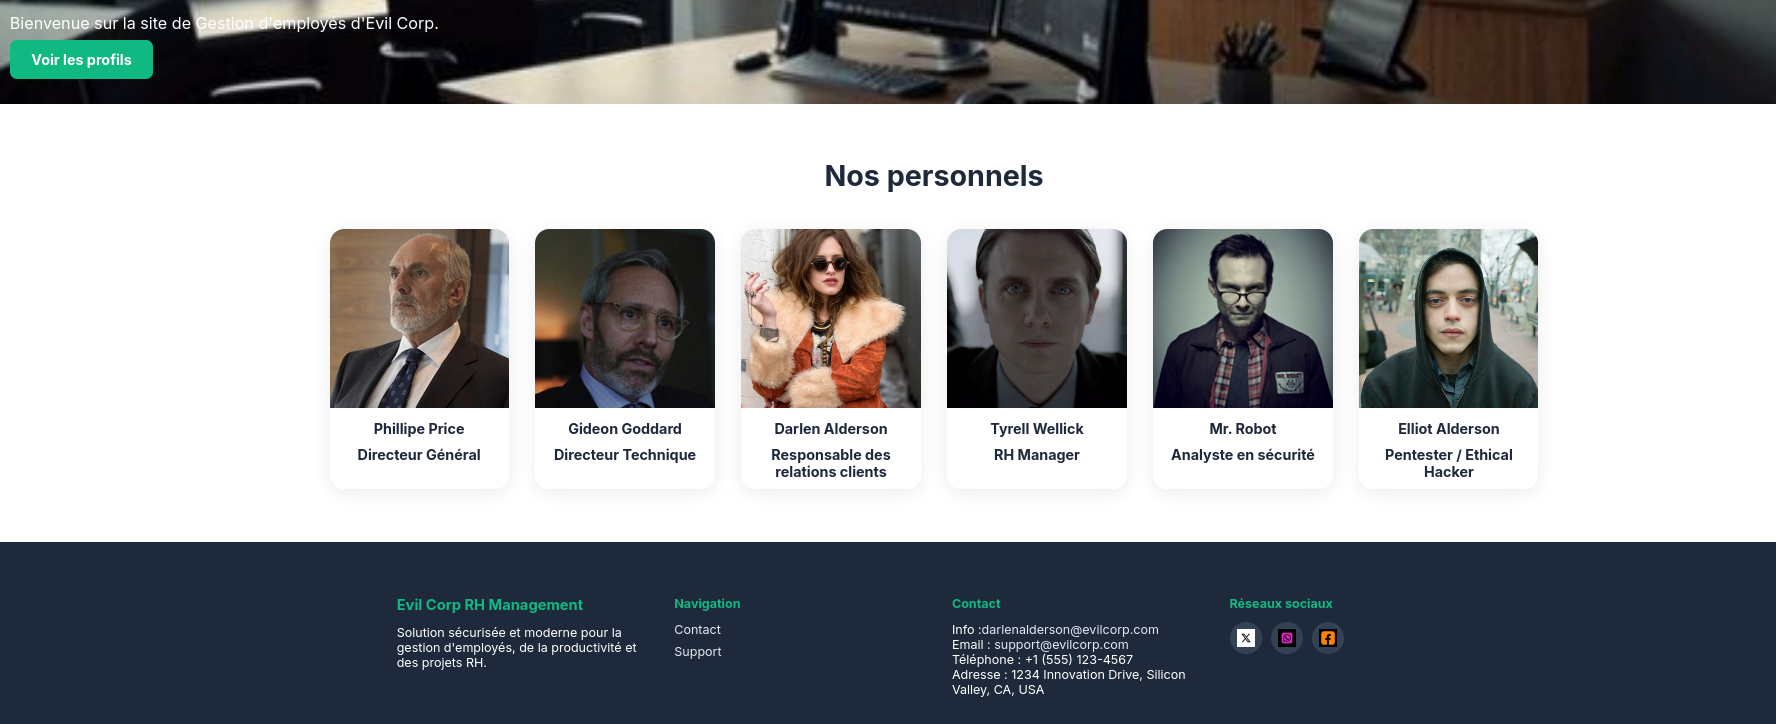 Bienvenue sur la site de Gestion d'employés d'Evil Corp.
Voir les profils
Nos personnels
Phillipe Price
Directeur Général
Gideon Goddard
Directeur Technique
Darlen Alderson
Responsable des
relations clients
Tyrell Wellick
RH Manager
Mr. Robot
Analyste en sécurité
Elliot Alderson
Pentester / Ethical
Hacker
Evil Corp RH Management
Solution sécurisée et moderne pour la
gestion d'employés, de la productivité et
des projets RH.
Navigation
Contact
Support
Contact
Info :darlenalderson@evilcorp.com
Email : support@evilcorp.com
Téléphone : +1 (555) 123-4567
Adresse : 1234 Innovation Drive, Silicon
Valley, CA, USA
Réseaux sociaux